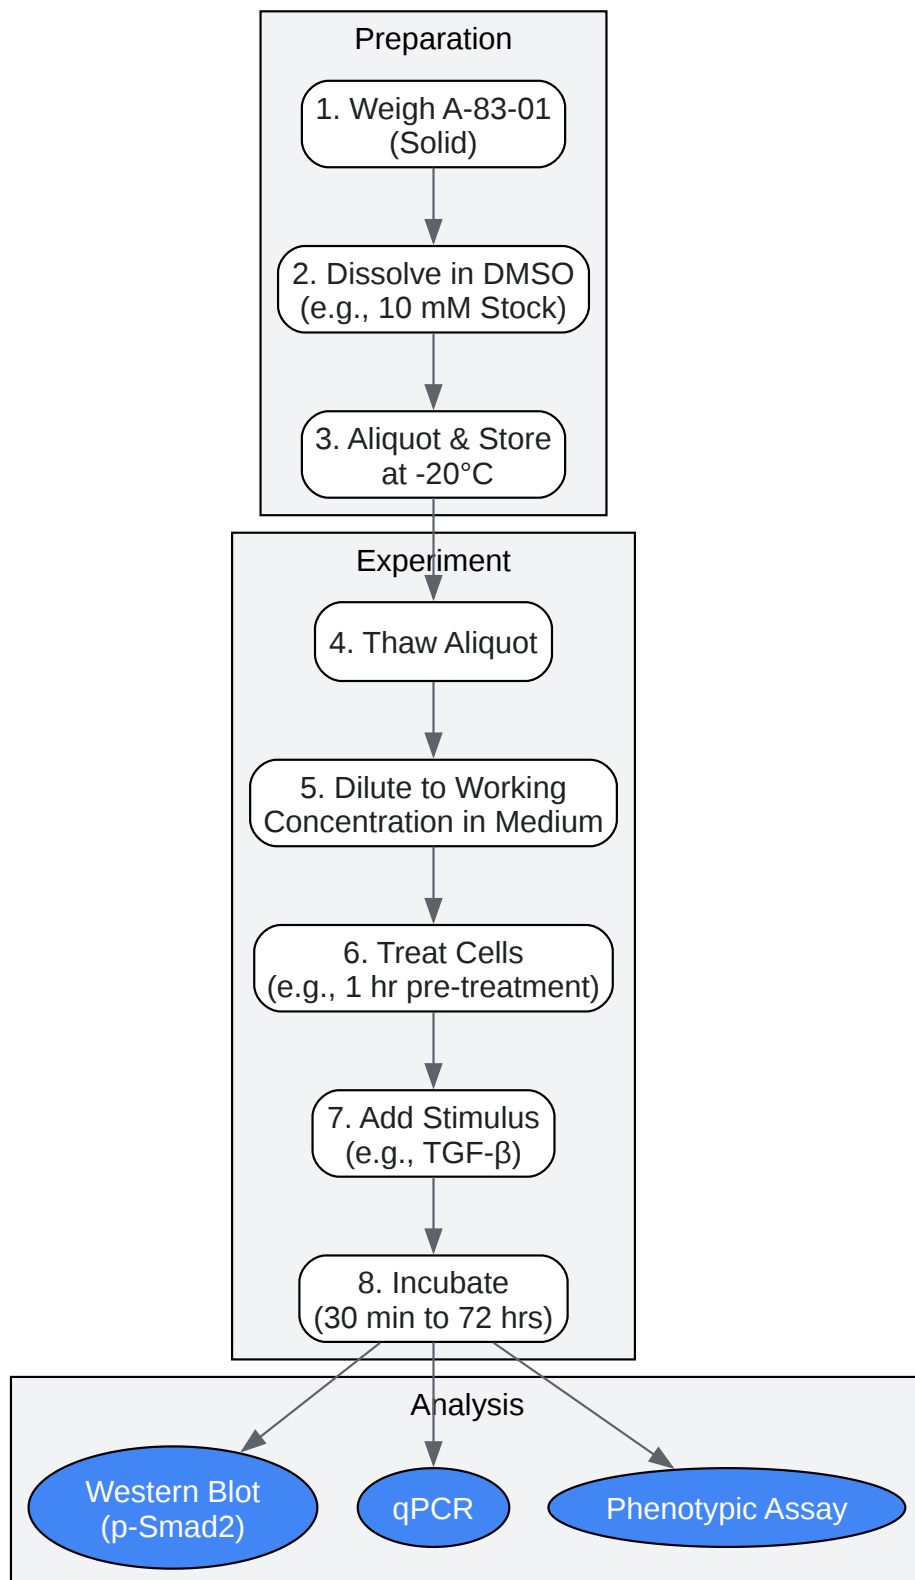 Preparation
1. Weigh A-83-01
(Solid)
2. Dissolve in DMSO
(e.g., 10 mM Stock)
3. Aliquot & Store
at -20°C
Experiment
4. Thaw Aliquot
5. Dilute to Working
Concentration in Medium
6. Treat Cells
(e.g., 1 hr pre-treatment)
7. Add Stimulus
(e.g., TGF-β)
8. Incubate
(30 min to 72 hrs)
Analysis
Western Blot
(p-Smad2)
qPCR
Phenotypic Assay